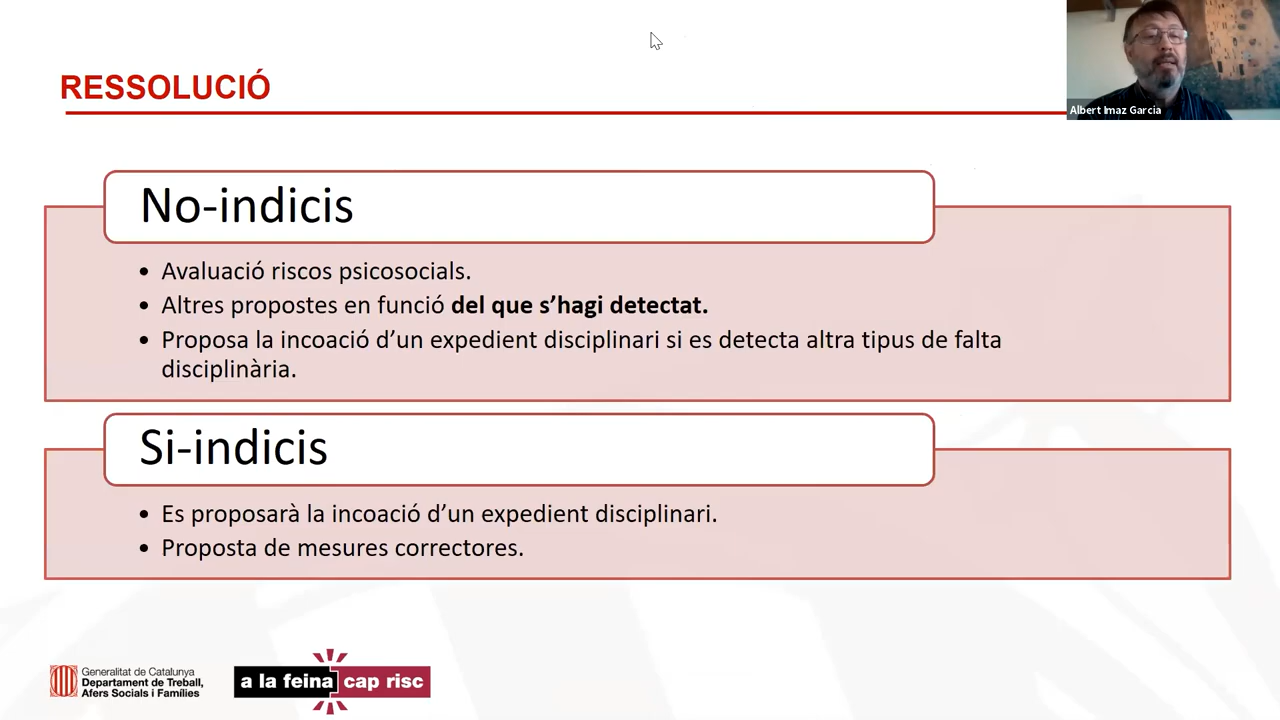 RESSOLUCIÓ
Albert Imaz Garcia
No-indicis
• Avaluació riscos psicosocials.
• Altres propostes en funció del que s’hagi detectat.
• Proposa la incoació d’un expedient disciplinari si es detecta altra tipus de falta
disciplinària.
Si-indicis
• Es proposarà la incoació d’un expedient disciplinari.
• Proposta de mesures correctores.
Generalitat de Catalunya
Departament de Treball,
Afers Socials i Famílies
a la feina cap risc